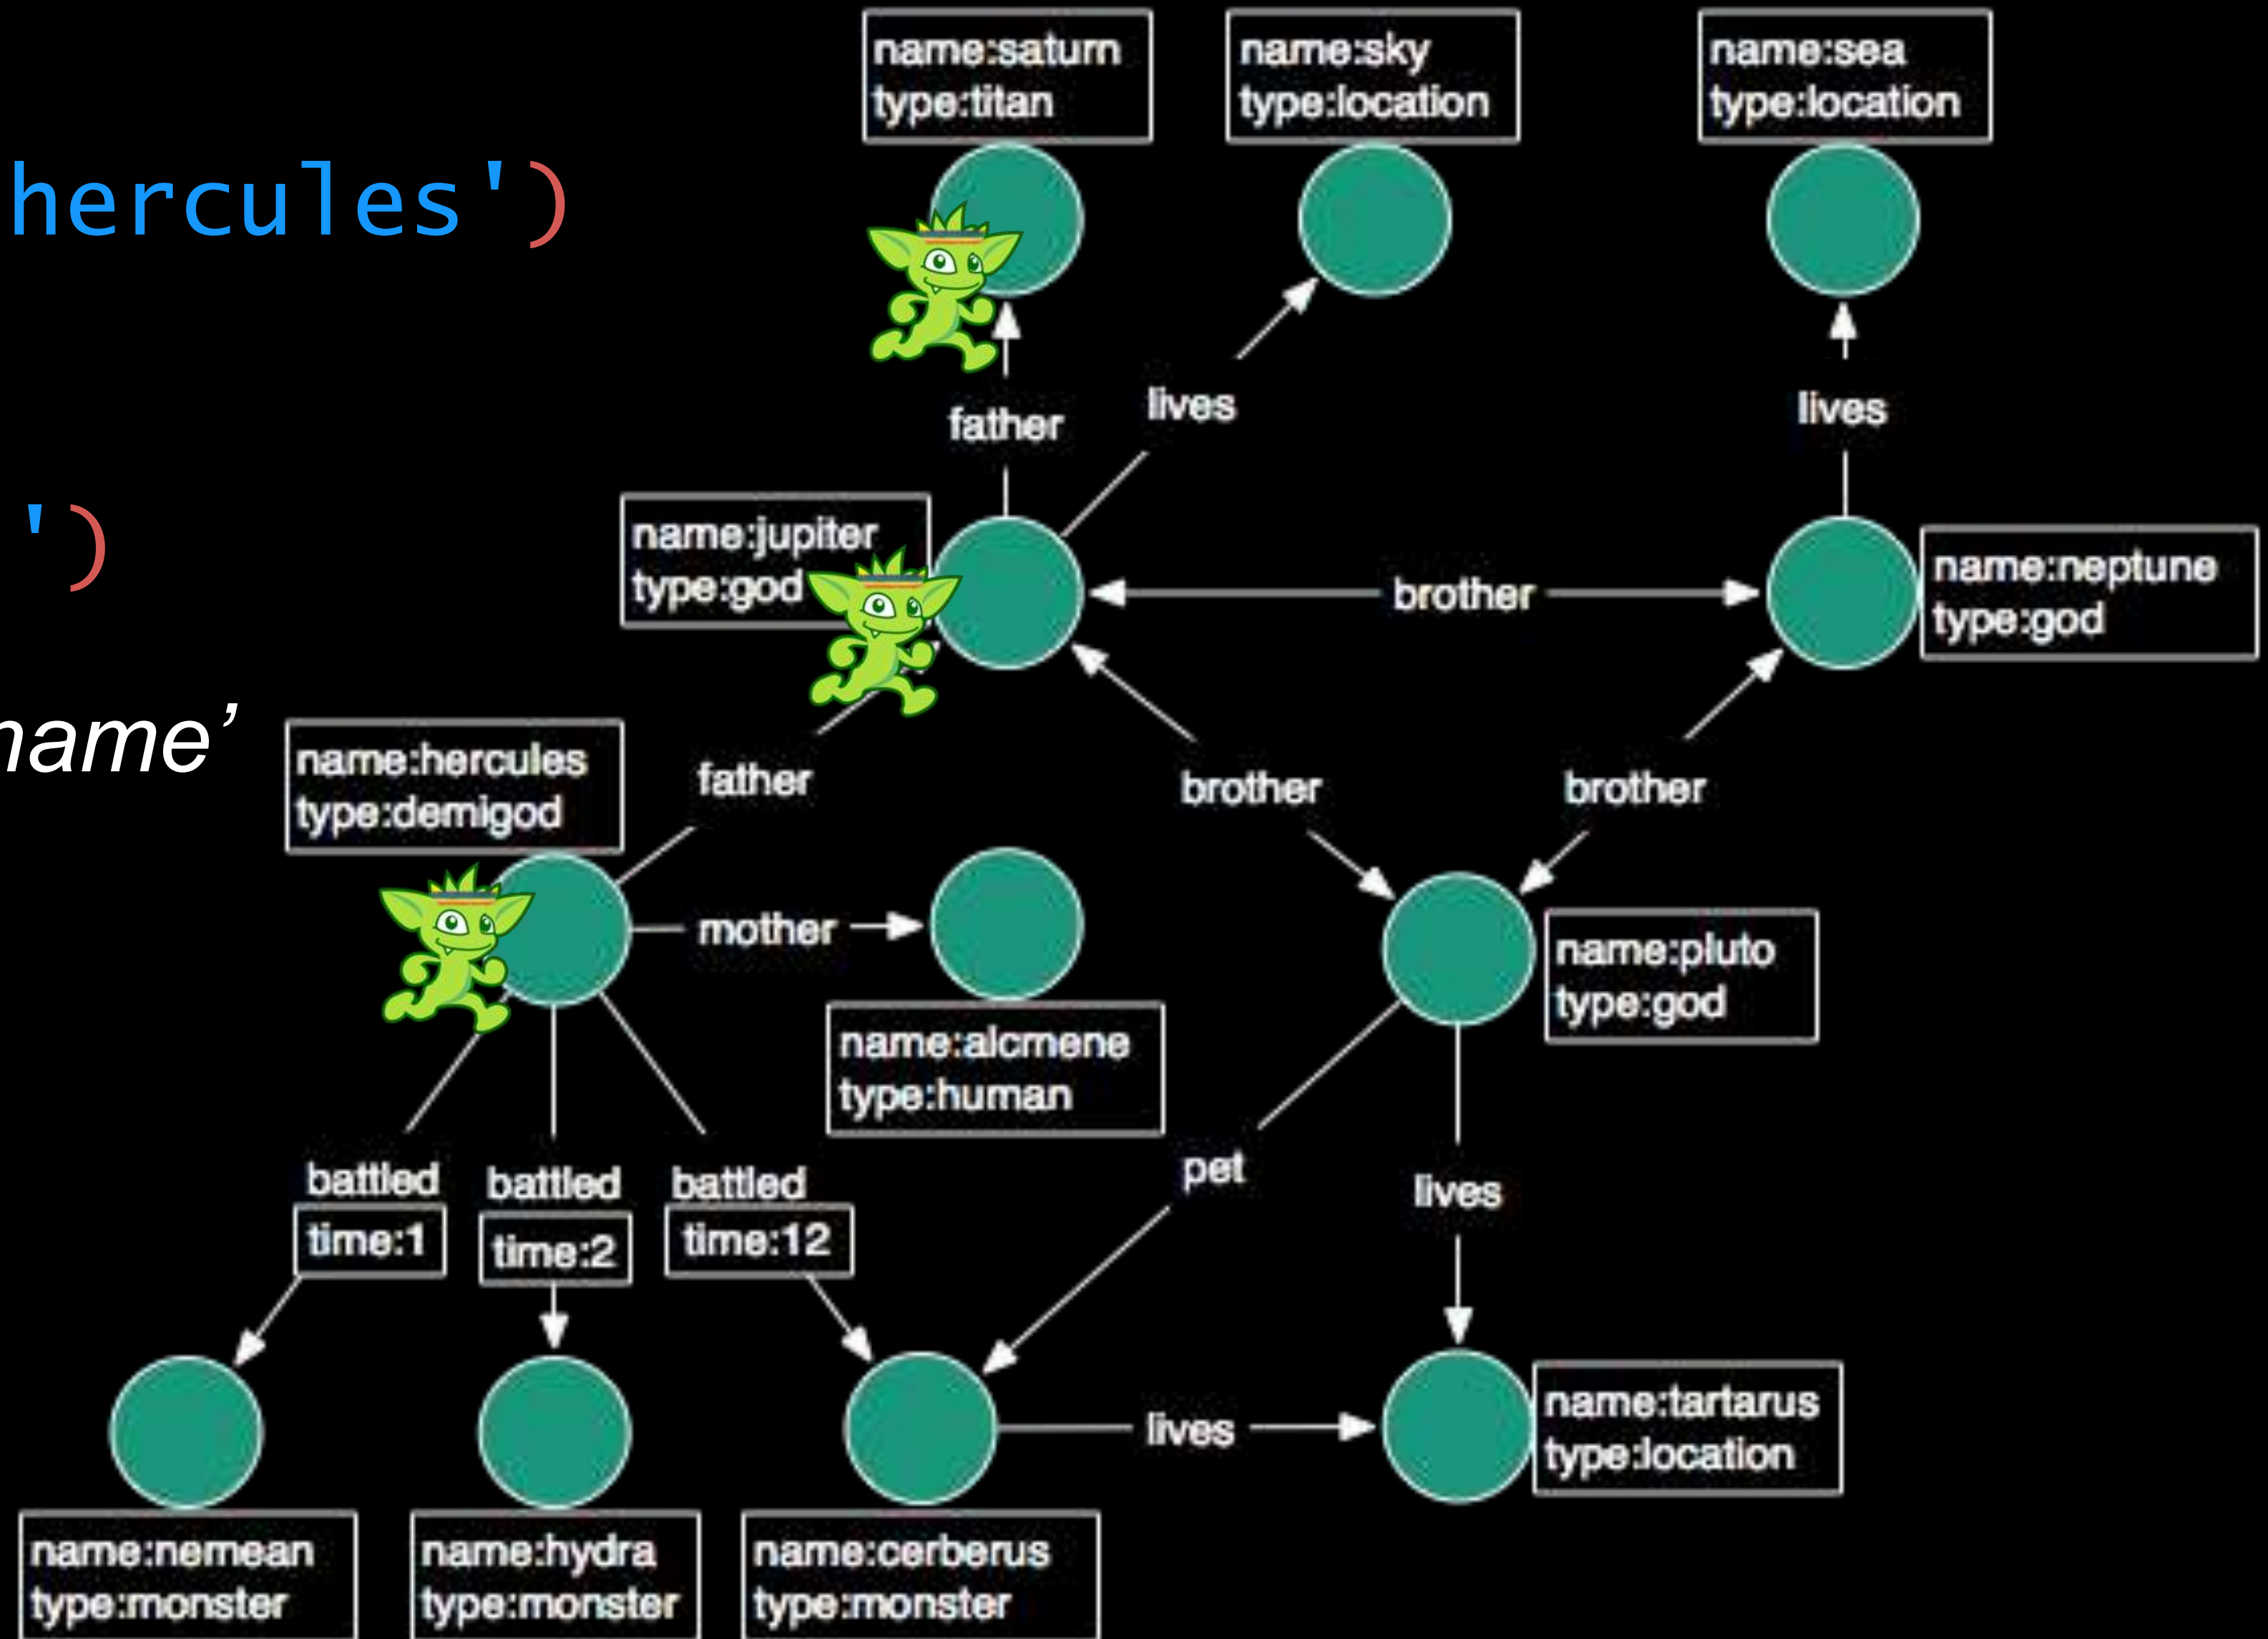 name:saturn
type:titan
name:sky
type:location
name:sea
type:location
hercules')
father
lives
lives
')
name:jupiter
type:god
brother
name:neptune
type:god
name'
name:hercules
type:demigod
father
brother
brother
mother
name:alcmene
type:human
name:pluto
type:god
battled
time:1
battled
time:2
battled
time:12
pet
lives
lives
name:tartarus
type:location
name:nemean
type:monster
name:hydra
type:monster
name:cerberus
type:monster